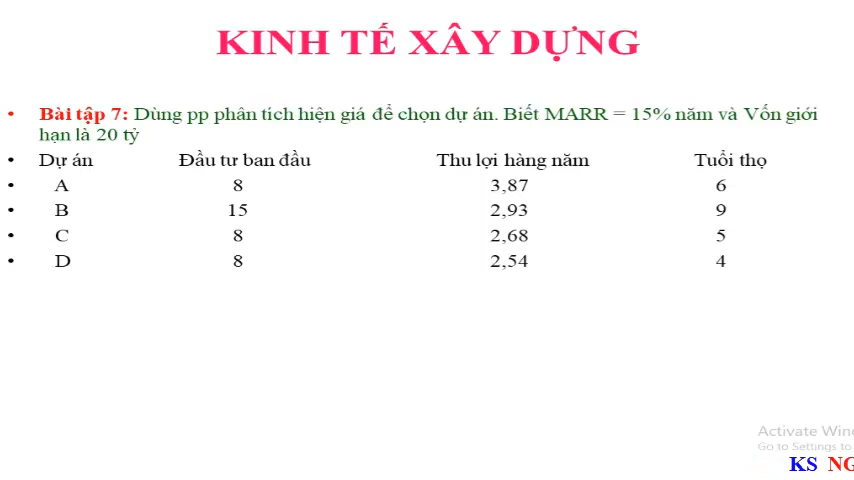 KINH TẾ XÂY DỰNG
• Bài tập 7: Dùng pp phân tích hiện giá để chọn dự án. Biết MARR = 15% năm và Vốn giới
hạn là 20 tỷ
• Dự án Đầu tư ban đầu Thu lợi hàng năm Tuổi thọ
• A 8 3,87 6
• B 15 2,93 9
• C 8 2,68 5
• D 8 2,54 4
Activate Win
Go to Settings to
KS NG